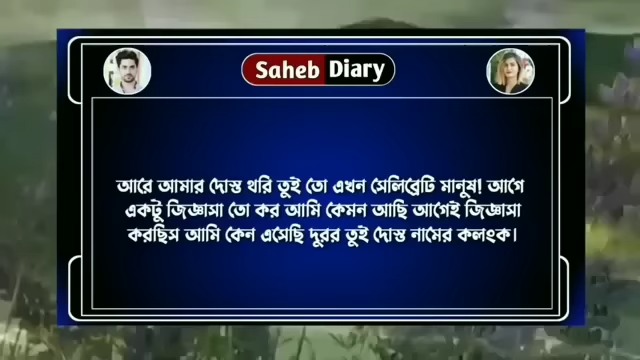 Saheb Diary
আরে আমার দোস্ত থরি তুই তো এখন সেলিব্রেটি মানুষ! আগে
একটু জিজ্ঞাসা তো কর আমি কেমন আছি আগেই জিজ্ঞাসা
করছিস আমি কেন এসেছি দুরর তুই দোস্ত নামের কলংক।